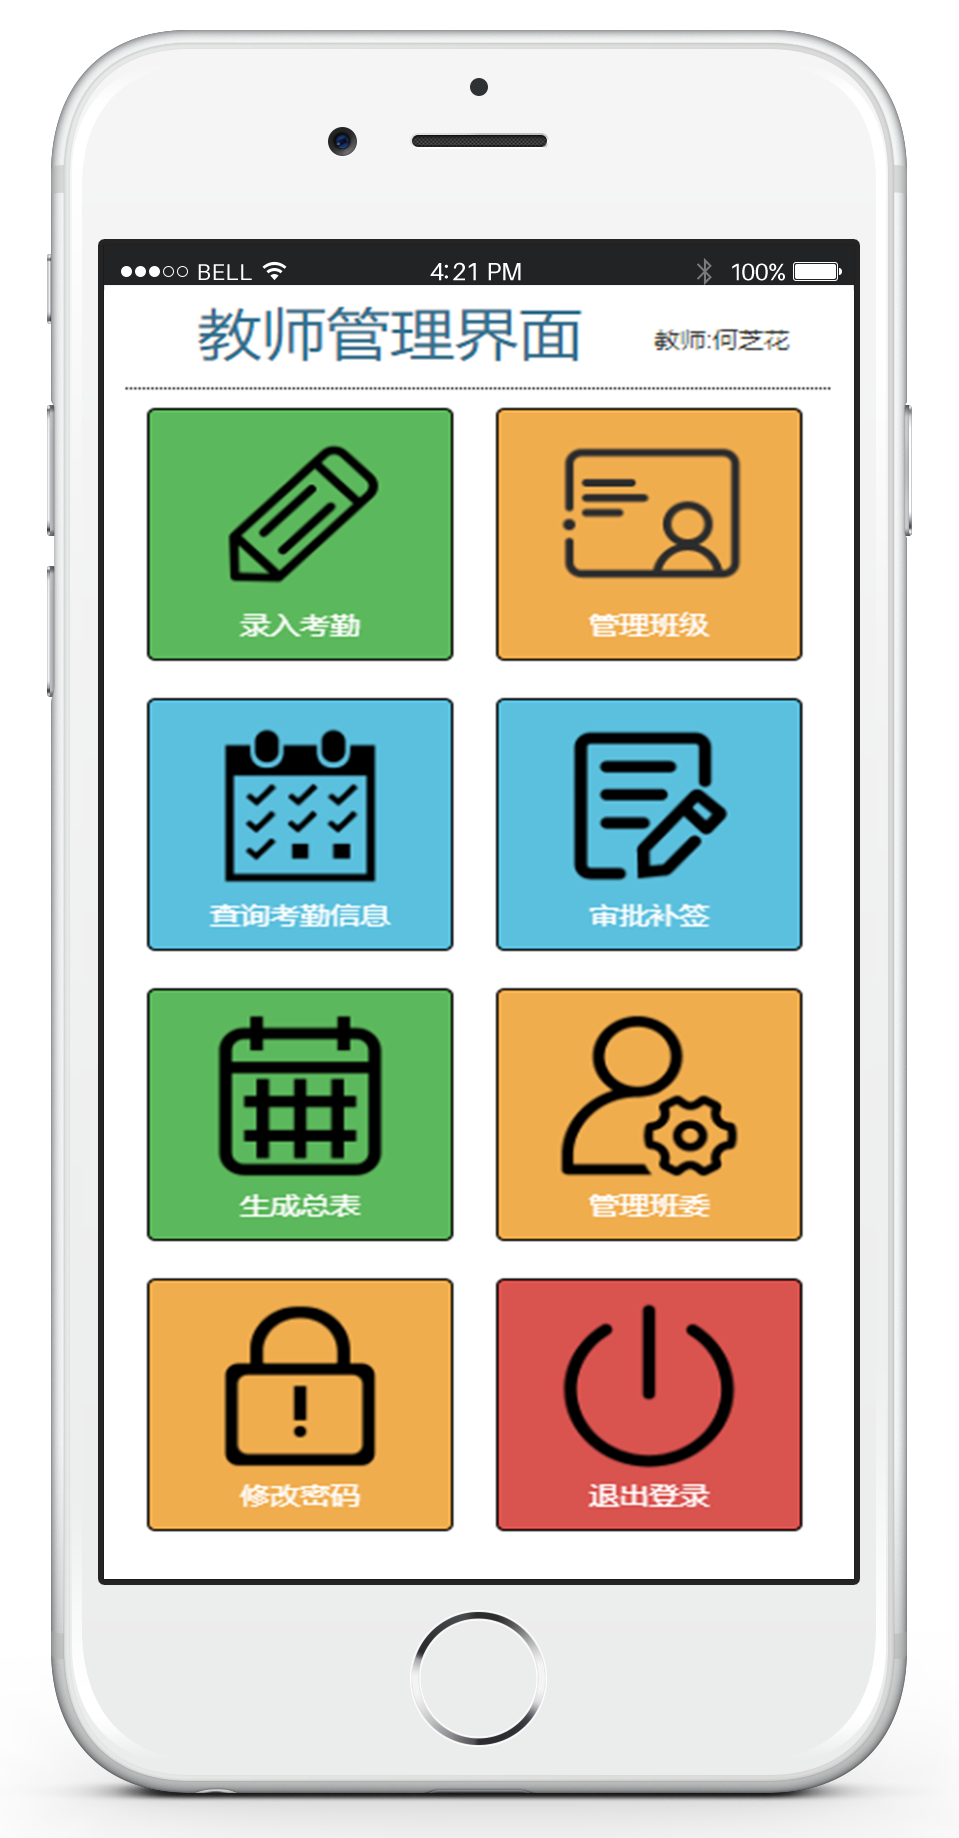 BELL 4:21 PM 100%
教师管理界面 教师:何芝花
录入考勤 管理班级
查询考勤信息 审批补签
生成总表 管理班委
修改密码 退出登录